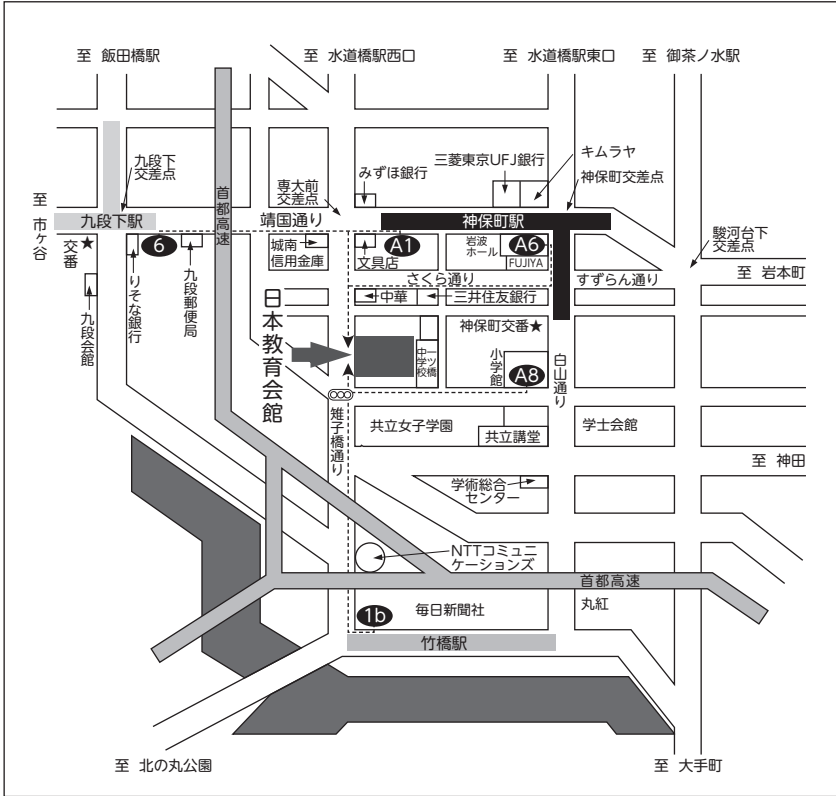 至 飯田橋駅
至 水道橋駅西口
至 水道橋駅東口
至 御茶ノ水駅
九段下
交差点
専大前
交差点
みずほ銀行
三菱東京UFJ銀行
キムラヤ
神保町交差点
至 市ヶ谷
九段下駅
首都高速
靖国通り
神保町駅
駿河台下
交差点
交番★
6
城南
信用金庫
文具店
A1
岩波
ホール
A6
FUJIYA
さくら通り
すずらん通り
至 岩本町
九段会館
りそな銀行
九段郵便局
中華
三井住友銀行
日本教育会館
一ツ橋
中学校
神保町交番★
小学館
A8
白山通り
雉子橋通り
共立女子学園
共立講堂
学士会館
至 神田
学術総合
センター
NTTコミュニ
ケーションズ
首都高速
1b
毎日新聞社
丸紅
竹橋駅
至 北の丸公園
至 大手町